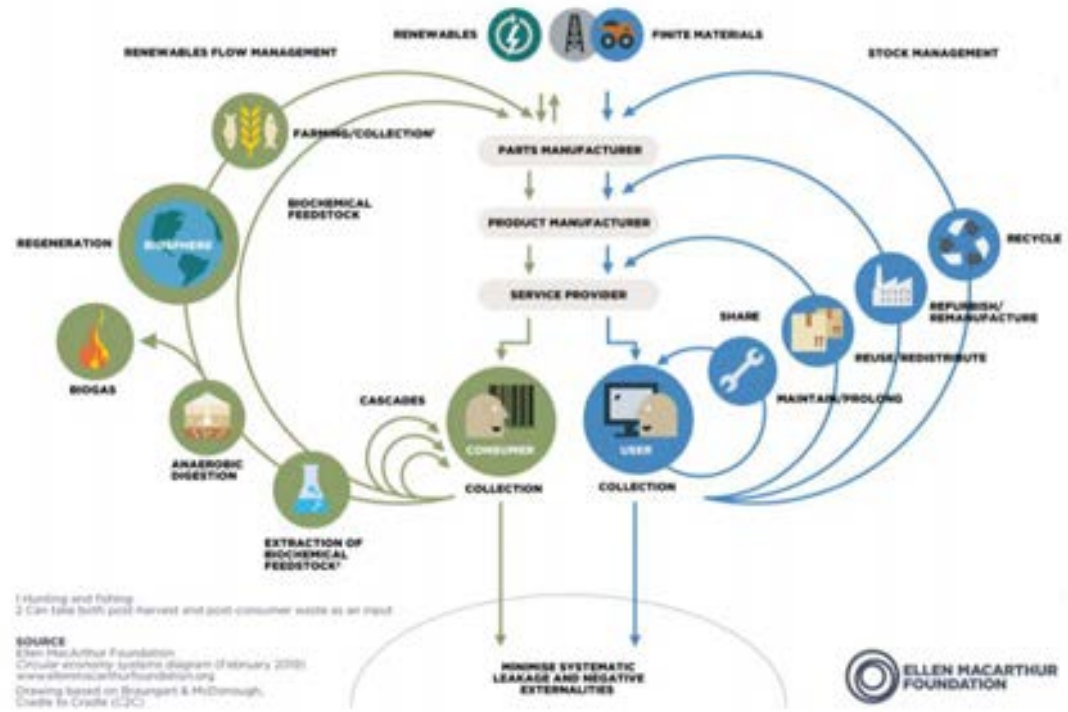 RENEWABLES
FINITE MATERIALS
RENEWABLES FLOW MANAGEMENT
STOCK MANAGEMENT
FARMING/COLLECTION¹
PARTS MANUFACTURER
BIOCHEMICAL
FEEDSTOCK
PRODUCT MANUFACTURER
REGENERATION
BIOSPHERE
RECYCLE
SERVICE PROVIDER
SHARE
REFURBISH/
REMANUFACTURE
REUSE/REDISTRIBUTE
BIOGAS
CASCADES
MAINTAIN/PROLONG
CONSUMER
USER
ANAEROBIC
DIGESTION
COLLECTION
COLLECTION
EXTRACTION OF
BIOCHEMICAL
FEEDSTOCK²
1 Hunting and fishing
2 Can take both post-harvest and post-consumer waste as an input
SOURCE
Ellen MacArthur Foundation
Circular economy systems diagram (February 2019)
www.ellenmacarthurfoundation.org
Drawing based on Braungart & McDonough,
Cradle to Cradle (C2C)
MINIMISE SYSTEMATIC
LEAKAGE AND NEGATIVE
EXTERNALITIES
ELLEN MACARTHUR
FOUNDATION